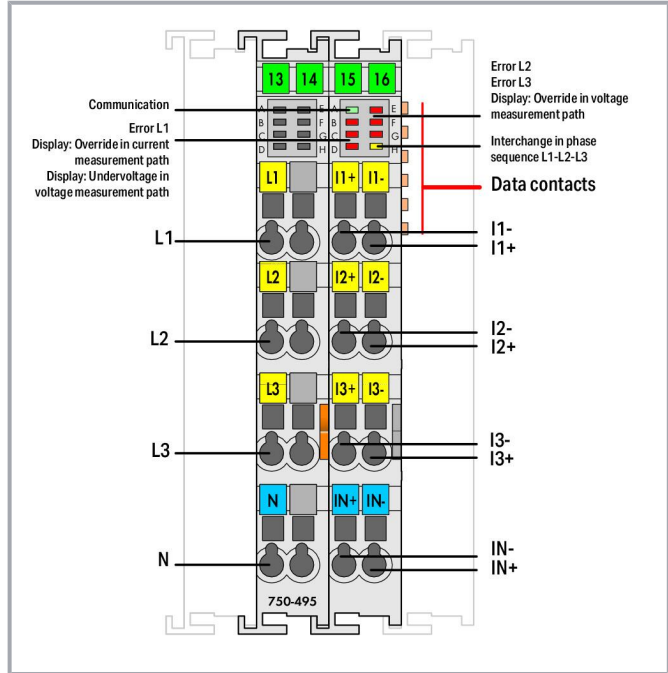 13 14 15 16
Communication
Error L1
Display: Override in current
measurement path
Display: Undervoltage in
voltage measurement path
Error L2
Error L3
Display: Override in voltage
measurement path
Interchange in phase
sequence L1-L2-L3
Data contacts
A E A E
B F B F
C G C G
D H D H
L1 I1+ I1-
L1
I1-
I1+
L2 I2+ I2-
L2
I2-
I2+
L3 I3+ I3-
L3
I3-
I3+
N IN+ IN-
N
IN-
IN+
750-495